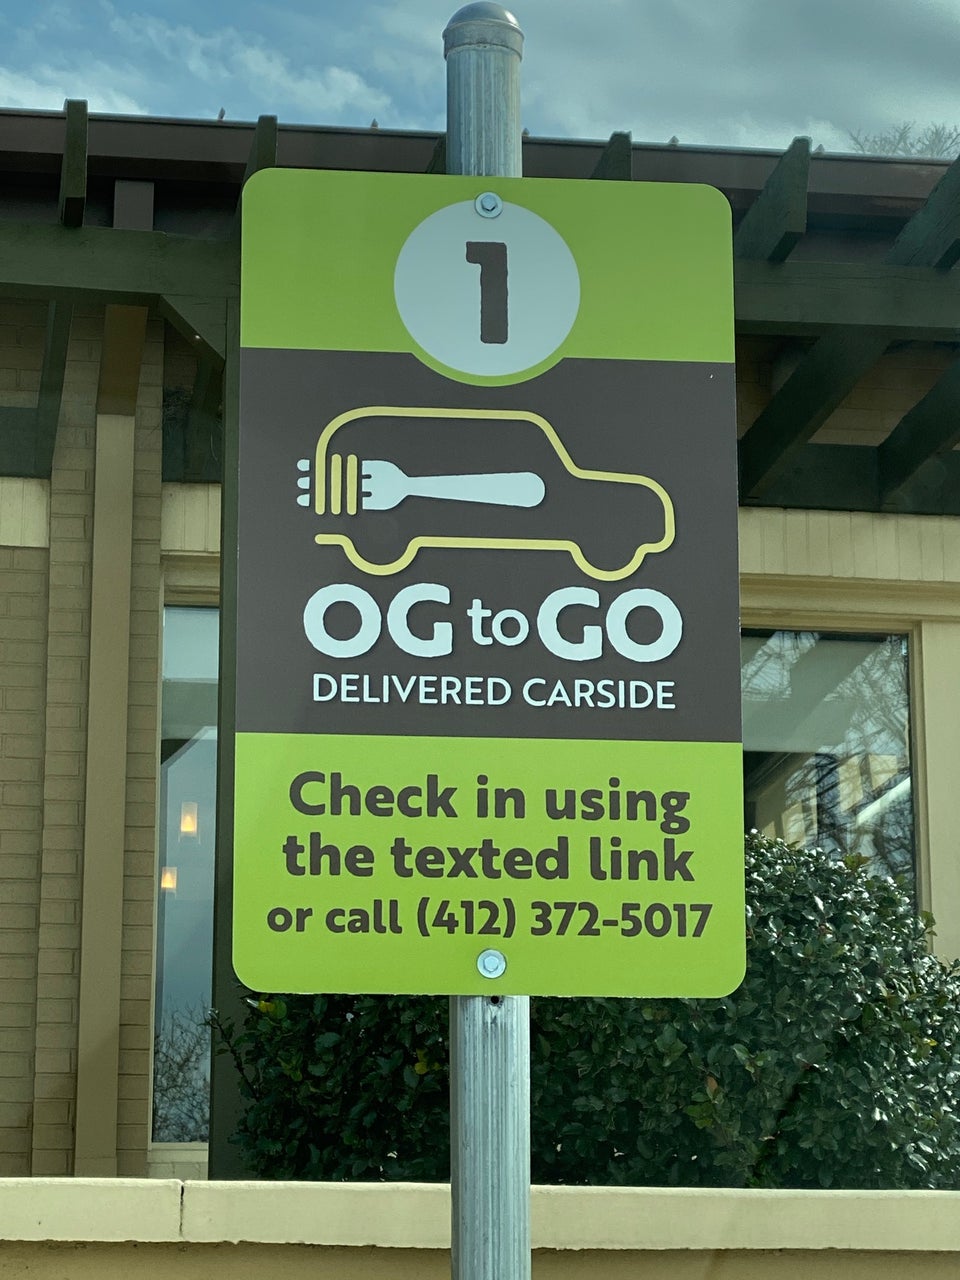 1
OG to GO
DELIVERED CARSIDE
Check in using
the texted link
or call (412) 372-5017